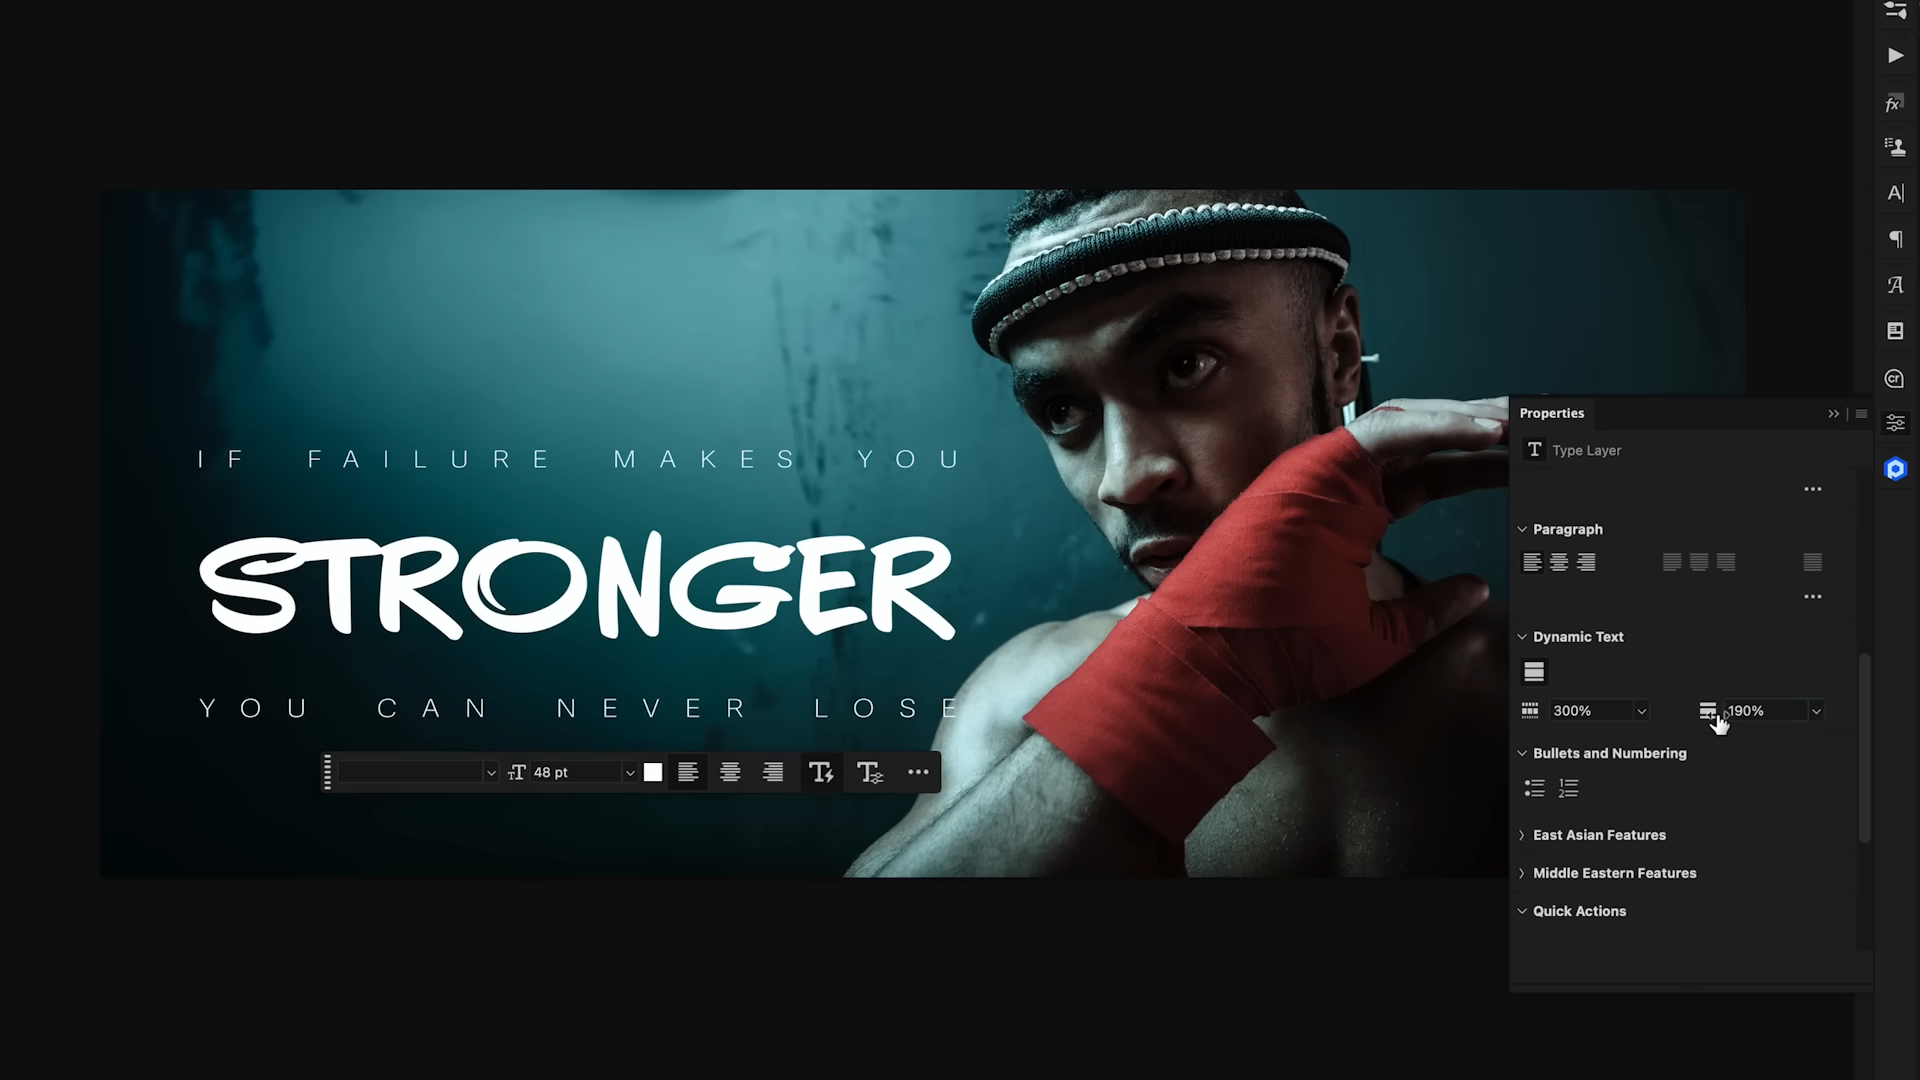 IF FAILURE MAKES YOU
STRONGER
YOU CAN NEVER LOSE
48 pt
Properties
Type Layer
Paragraph
Dynamic Text
300%
190%
Bullets and Numbering
East Asian Features
Middle Eastern Features
Quick Actions